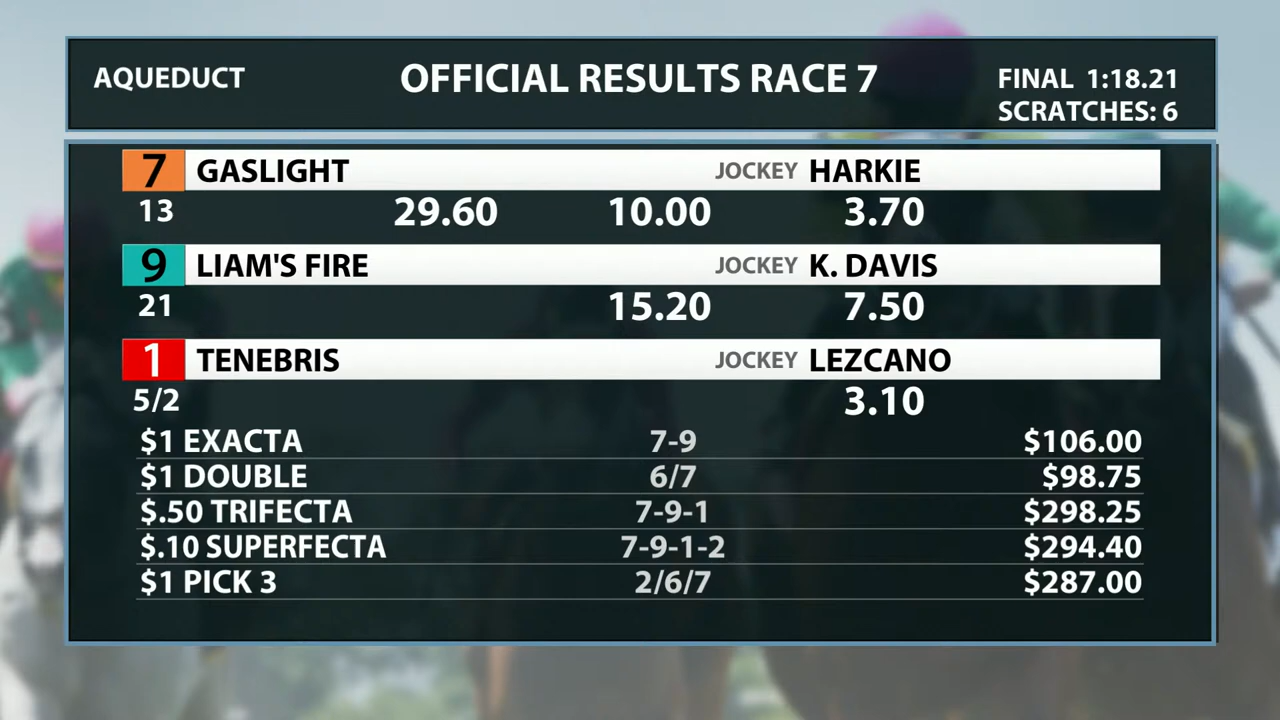 AQUEDUCT
OFFICIAL RESULTS RACE 7
FINAL 1:18.21
SCRATCHES: 6
7 GASLIGHT JOCKEY HARKIE
13 29.60 10.00 3.70
9 LIAM'S FIRE JOCKEY K. DAVIS
21 15.20 7.50
1 TENEBRIS JOCKEY LEZCANO
5/2 3.10
$1 EXACTA 7-9 $106.00
$1 DOUBLE 6/7 $98.75
$.50 TRIFECTA 7-9-1 $298.25
$.10 SUPERFECTA 7-9-1-2 $294.40
$1 PICK 3 2/6/7 $287.00